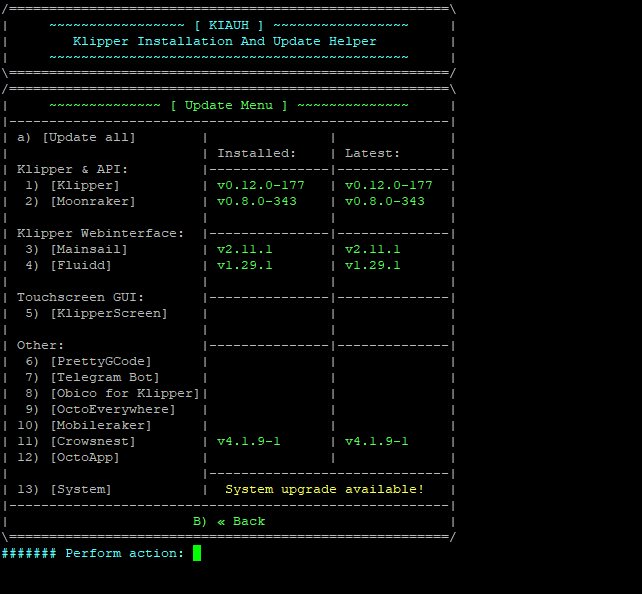 /=======================================================\
|     ~~~~~~~~~~~~~~~~~ [ KIAUH ] ~~~~~~~~~~~~~~~~~     |
|        Klipper Installation And Update Helper         |
|     ~~~~~~~~~~~~~~~~~~~~~~~~~~~~~~~~~~~~~~~~~~~~~     |
\=======================================================/
/=======================================================\
|     ~~~~~~~~~~~~~~ [ Update Menu ] ~~~~~~~~~~~~~~     |
|-------------------------------------------------------|
| a) [Update all]         |               |              |
|                         | Installed:    | Latest:      |
| Klipper & API:          |---------------|--------------|
|  1) [Klipper]           | v0.12.0-177   | v0.12.0-177  |
|  2) [Moonraker]         | v0.8.0-343    | v0.8.0-343   |
|                         |               |              |
| Klipper Webinterface:   |---------------|--------------|
|  3) [Mainsail]          | v2.11.1       | v2.11.1      |
|  4) [Fluidd]            | v1.29.1       | v1.29.1      |
|                         |               |              |
| Touchscreen GUI:        |---------------|--------------|
|  5) [KlipperScreen]     |               |              |
|                         |               |              |
| Other:                  |---------------|--------------|
|  6) [PrettyGCode]       |               |              |
|  7) [Telegram Bot]      |               |              |
|  8) [Obico for Klipper]|               |              |
|  9) [OctoEverywhere]    |               |              |
| 10) [Mobileraker]       |               |              |
| 11) [Crowsnest]         | v4.1.9-1      | v4.1.9-1     |
| 12) [OctoApp]           |               |              |
|                         |------------------------------|
| 13) [System]            |  System upgrade available!   |
|-------------------------------------------------------|
|                       B) « Back                       |
\=======================================================/
####### Perform action: